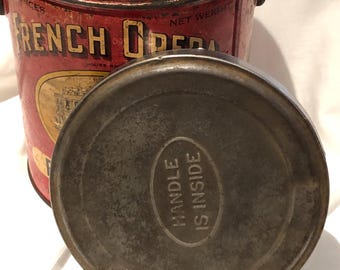 NET WEIGHT
FRENCH OPERA
HANDLE
IS INSIDE